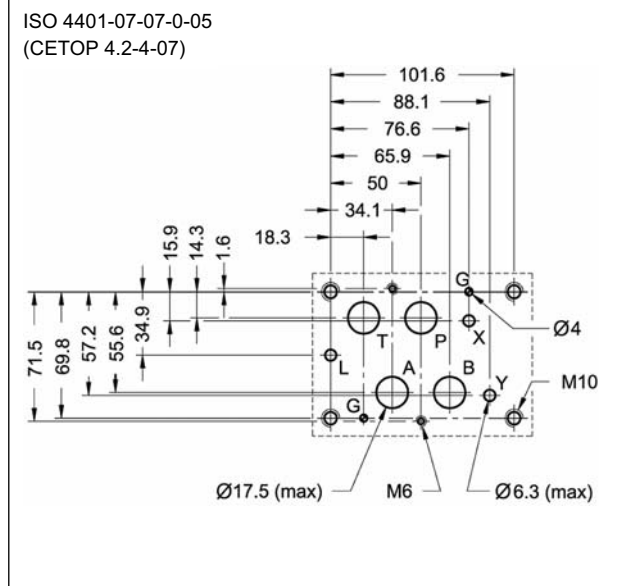 ISO 4401-07-07-0-05
(CETOP 4.2-4-07)
101.6
88.1
76.6
65.9
50
34.1
18.3
15.9
14.3
1.6
G
T
P
X
Ø4
71.5
69.8
57.2
55.6
34.9
L
A
B
Y
M10
G
Ø17.5 (max)
M6
Ø6.3 (max)